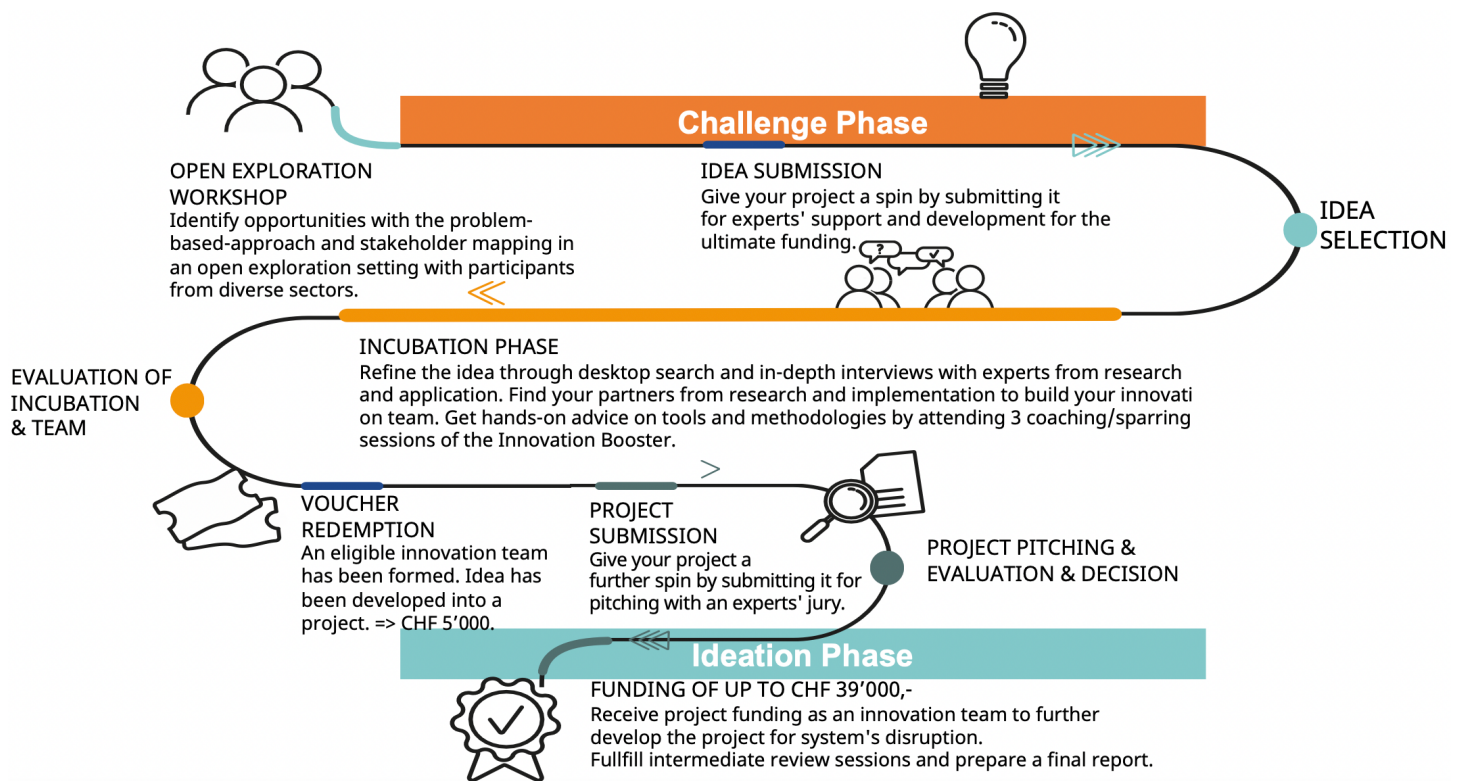 Challenge Phase
OPEN EXPLORATION
WORKSHOP
Identify opportunities with the problem-
based-approach and stakeholder mapping in
an open exploration setting with participants
from diverse sectors.
IDEA SUBMISSION
Give your project a spin by submitting it
for experts' support and development for the
ultimate funding.
?
IDEA
SELECTION
INCUBATION PHASE
Refine the idea through desktop search and in-depth interviews with experts from research
and application. Find your partners from research and implementation to build your innovati
on team. Get hands-on advice on tools and methodologies by attending 3 coaching/sparring
sessions of the Innovation Booster.
EVALUATION OF
INCUBATION
& TEAM
VOUCHER
REDEMPTION
An eligible innovation team
has been formed. Idea has
been developed into a
project. => CHF 5’000.
PROJECT
SUBMISSION
Give your project a
further spin by submitting it for
pitching with an experts' jury.
PROJECT PITCHING &
EVALUATION & DECISION
Ideation Phase
FUNDING OF UP TO CHF 39’000,-
Receive project funding as an innovation team to further
develop the project for system's disruption.
Fullfill intermediate review sessions and prepare a final report.